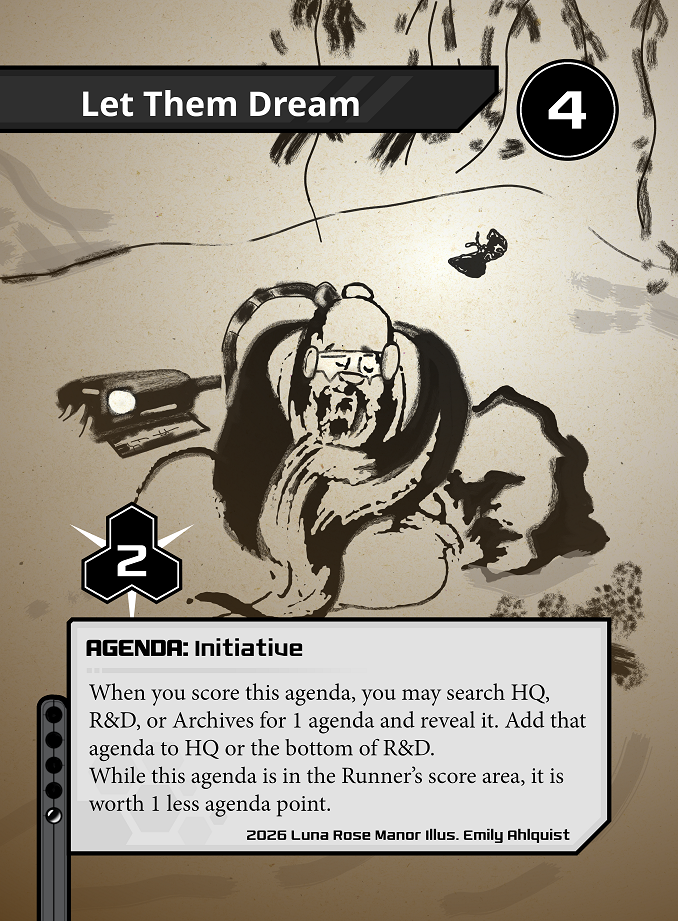 Let Them Dream
4
2
AGENDA: Initiative
When you score this agenda, you may search HQ,
R&D, or Archives for 1 agenda and reveal it. Add that
agenda to HQ or the bottom of R&D.
While this agenda is in the Runner's score area, it is
worth 1 less agenda point.
2026 Luna Rose Manor Illus. Emily Ahlquist